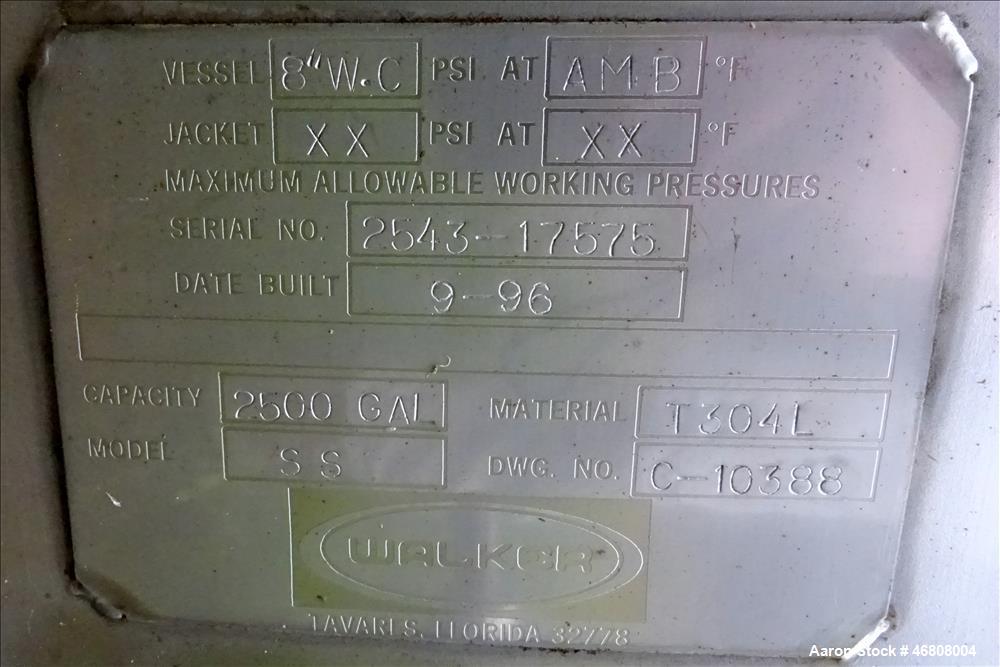 VESSEL 8"W.C PSI AT AMB °F
JACKET XX PSI AT XX °F
MAXIMUM ALLOWABLE WORKING PRESSURES
SERIAL NO. 2543-17575
DATE BUILT 9-96
CAPACITY 2500 GAL MATERIAL T304L
MODEL SS DWG. NO. C-10388
WALKER
TAVARES, FLORIDA 32778
Aaron Stock # 46808004